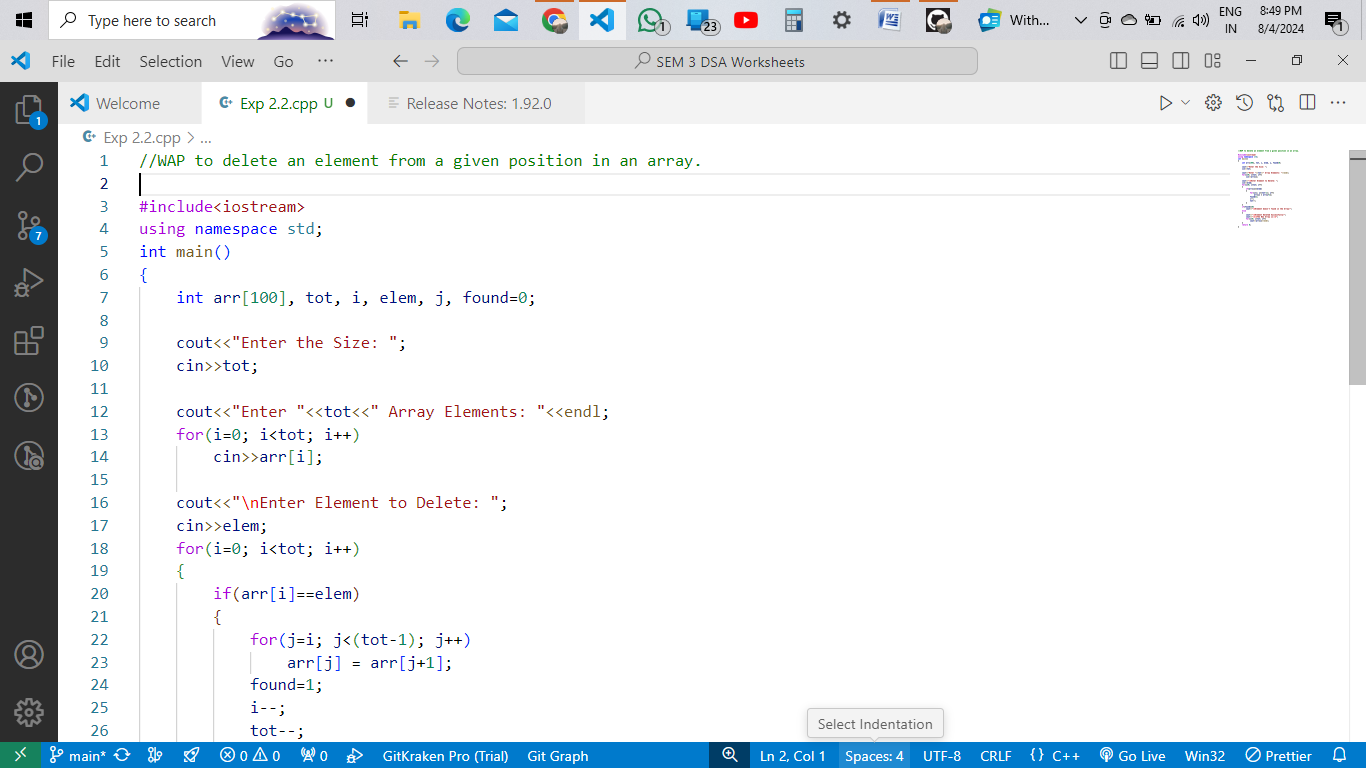 Type here to search
1
23
With...
ENG
IN
8:49 PM
8/4/2024
1
File Edit Selection View Go ···
SEM 3 DSA Worksheets
Welcome
Exp 2.2.cpp U
Release Notes: 1.92.0
Exp 2.2.cpp > ...
1
7
1 //WAP to delete an element from a given position in an array.
2
3 #include<iostream>
4 using namespace std;
5 int main()
6 {
7 int arr[100], tot, i, elem, j, found=0;
8
9 cout<<"Enter the Size: ";
10 cin>>tot;
11
12 cout<<"Enter "<<tot<<" Array Elements: "<<endl;
13 for(i=0; i<tot; i++)
14 cin>>arr[i];
15
16 cout<<"\nEnter Element to Delete: ";
17 cin>>elem;
18 for(i=0; i<tot; i++)
19 {
20 if(arr[i]==elem)
21 {
22 for(j=i; j<(tot-1); j++)
23 arr[j] = arr[j+1];
24 found=1;
25 i--;
26 tot--;
Select Indentation
main* 0 0 0 GitKraken Pro (Trial) Git Graph Ln 2, Col 1 Spaces: 4 UTF-8 CRLF {} C++ Go Live Win32 Prettier